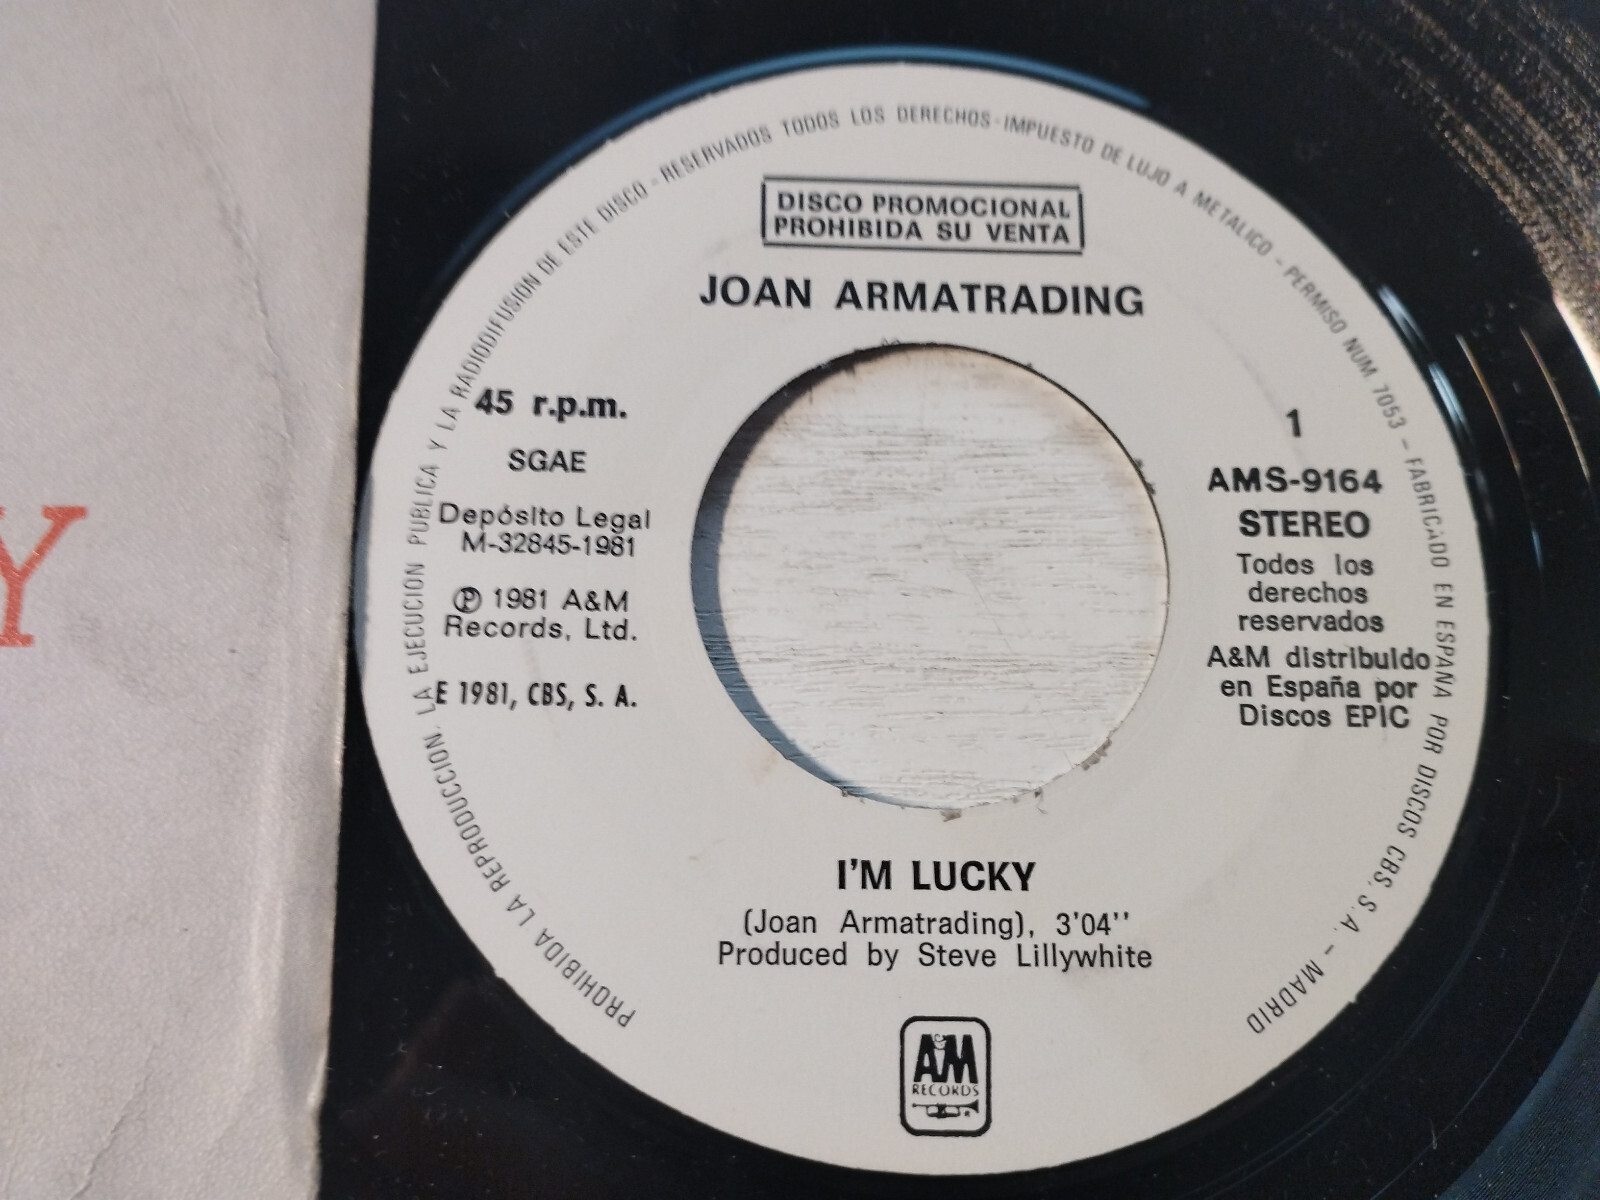 PROHIBIDA LA REPRODUCCION, LA EJECUCION PUBLICA Y LA RADIODIFUSION DE ESTE DISCO - RESERVADOS TODOS LOS DERECHOS - IMPUESTO DE LUJO A METALICO - PERMISO NUM. 7053 - FABRICADO EN ESPAÑA POR DISCOS CBS, S. A. - MADRID
DISCO PROMOCIONAL
PROHIBIDA SU VENTA
JOAN ARMATRADING
45 r.p.m.
SGAE
Depósito Legal
M-32845-1981
Ⓟ 1981 A&M
Records, Ltd.
E 1981, CBS, S. A.
1
AMS-9164
STEREO
Todos los
derechos
reservados
A&M distribuido
en España por
Discos EPIC
I'M LUCKY
(Joan Armatrading), 3'04''
Produced by Steve Lillywhite
A&M
RECORDS
Y